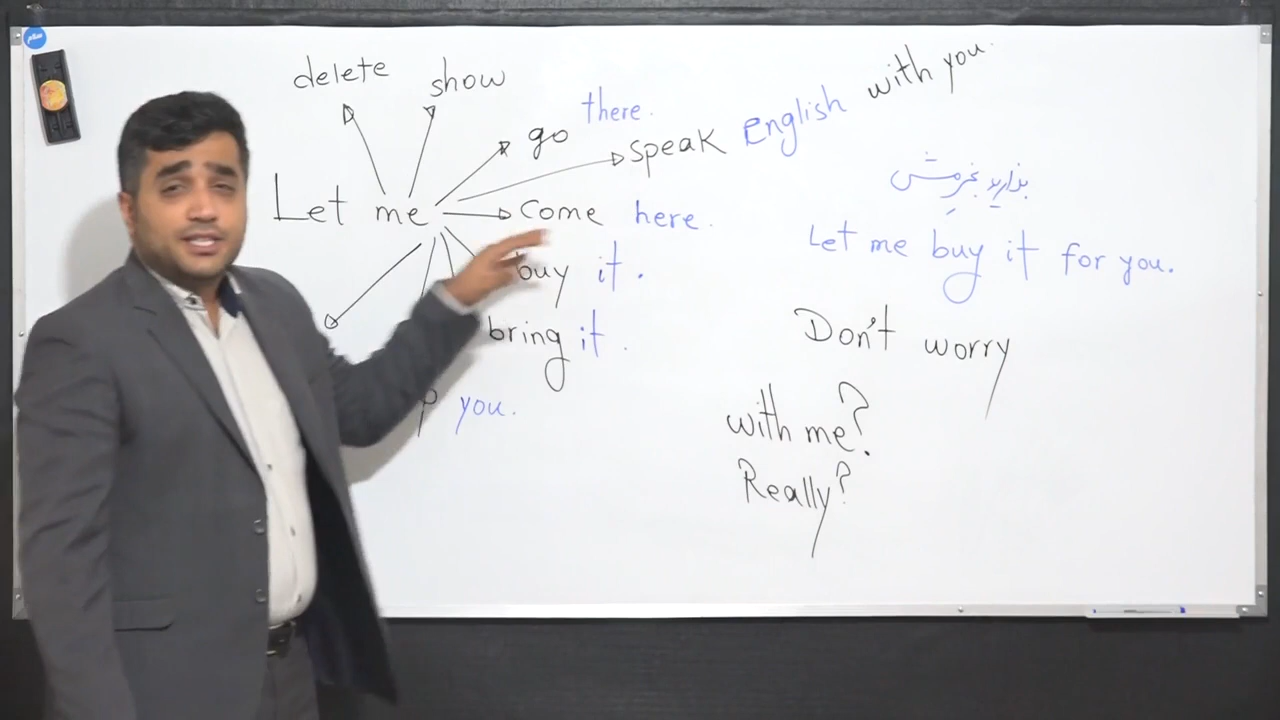 سلام
delete
show
go there.
speak English with you.
Let me
come here.
buy it.
bring it.
you.
بذارید بخرمش
Let me buy it for you.
Don't worry
with me?
Really?